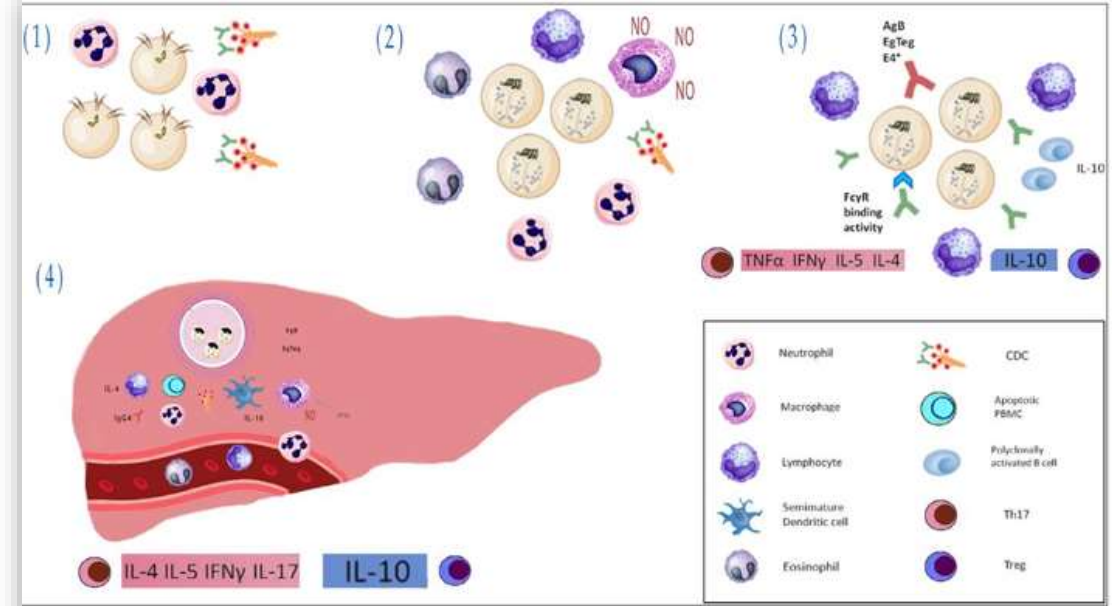 (1)
(2)
NO
NO
NO
(3)
AgB
EgTeg
E4+
IL-10
FcγR
binding
activity
TNFα IFNγ IL-5 IL-4
IL-10
(4)
IL-4
IgG4
IL-10
NO
IL-4 IL-5 IFNγ IL-17
IL-10
Neutrophil
CDC
Macrophage
Apoptotic
PBMC
Lymphocyte
Polyclonally
activated B cell
Semimature
Dendritic cell
Th17
Eosinophil
Treg